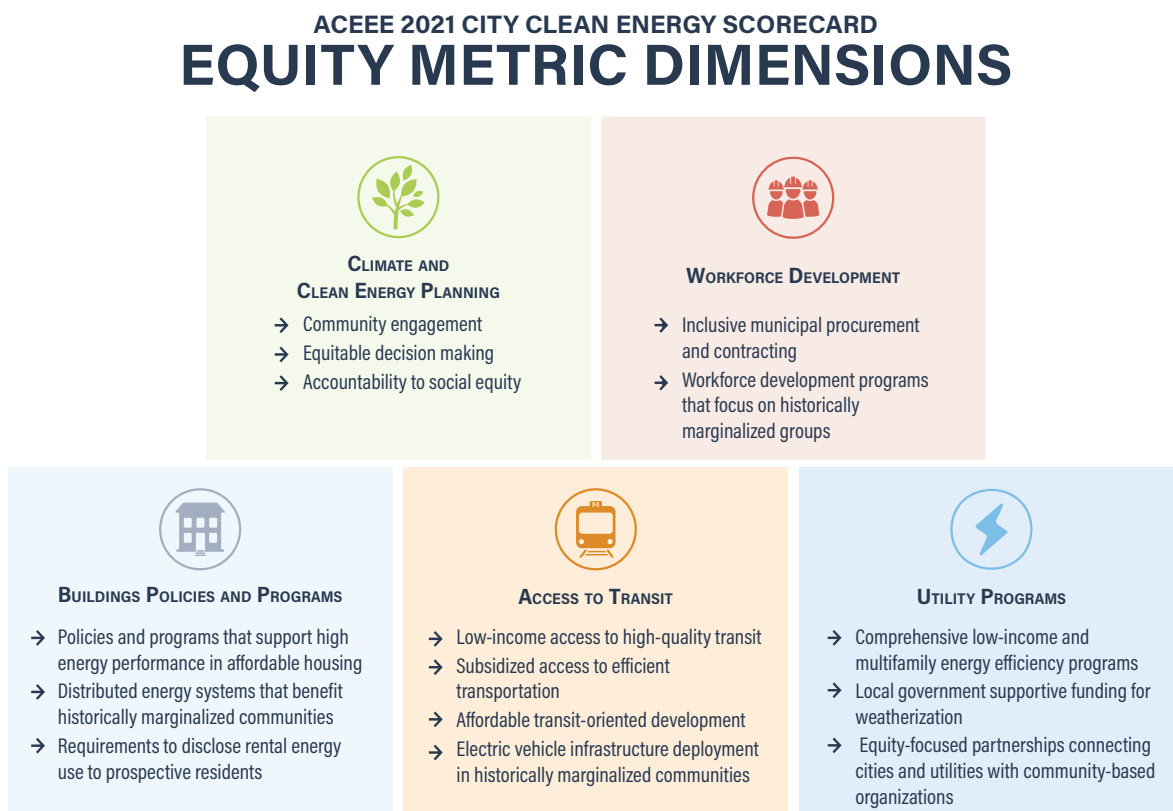 ACEEE 2021 CITY CLEAN ENERGY SCORECARD
EQUITY METRIC DIMENSIONS
CLIMATE AND
CLEAN ENERGY PLANNING
→ Community engagement
→ Equitable decision making
→ Accountability to social equity
WORKFORCE DEVELOPMENT
→ Inclusive municipal procurement
and contracting
→ Workforce development programs
that focus on historically
marginalized groups
BUILDINGS POLICIES AND PROGRAMS
→ Policies and programs that support high
energy performance in affordable housing
→ Distributed energy systems that benefit
historically marginalized communities
→ Requirements to disclose rental energy
use to prospective residents
M
ACCESS TO TRANSIT
→ Low-income access to high-quality transit
→ Subsidized access to efficient
transportation
→ Affordable transit-oriented development
→ Electric vehicle infrastructure deployment
in historically marginalized communities
UTILITY PROGRAMS
→ Comprehensive low-income and
multifamily energy efficiency programs
→ Local government supportive funding for
weatherization
→ Equity-focused partnerships connecting
cities and utilities with community-based
organizations